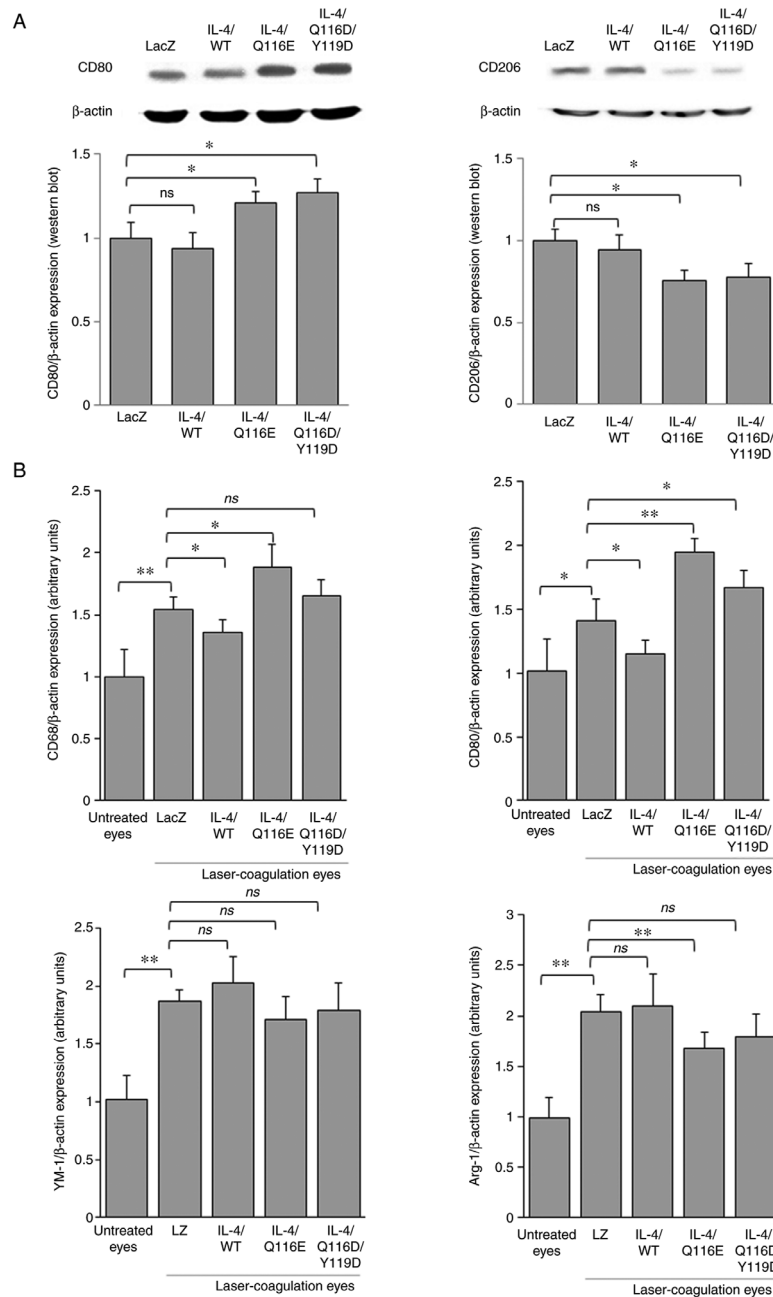 A
LacZ
IL-4/
WT
IL-4/
Q116E
IL-4/
Q116D/
Y119D
CD80
β-actin
CD80/β-actin expression (western blot)
1.5
1
0.5
0
ns
*
*
LacZ
IL-4/
WT
IL-4/
Q116E
IL-4/
Q116D/
Y119D
LacZ
IL-4/
WT
IL-4/
Q116E
IL-4/
Q116D/
Y119D
CD206
β-actin
CD206/β-actin expression (western blot)
1.5
1
0.5
0
ns
*
*
LacZ
IL-4/
WT
IL-4/
Q116E
IL-4/
Q116D/
Y119D
B
CD68/β-actin expression (arbitrary units)
2.5
2
1.5
1
0.5
0
**
*
*
ns
Untreated
eyes
LacZ
IL-4/
WT
IL-4/
Q116E
IL-4/
Q116D/
Y119D
Laser-coagulation eyes
CD80/β-actin expression (arbitrary units)
2.5
2
1.5
1
0.5
0
*
*
**
*
Untreated
eyes
LacZ
IL-4/
WT
IL-4/
Q116E
IL-4/
Q116D/
Y119D
Laser-coagulation eyes
YM-1/β-actin expression (arbitrary units)
2.5
2
1.5
1
0.5
0
**
ns
ns
ns
Untreated
eyes
LZ
IL-4/
WT
IL-4/
Q116E
IL-4/
Q116D/
Y119D
Laser-coagulation eyes
Arg-1/β-actin expression (arbitrary units)
3
2.5
2
1.5
1
0.5
0
**
ns
**
ns
Untreated
eyes
LZ
IL-4/
WT
IL-4/
Q116E
IL-4/
Q116D
Y119D
Laser-coagulation eyes